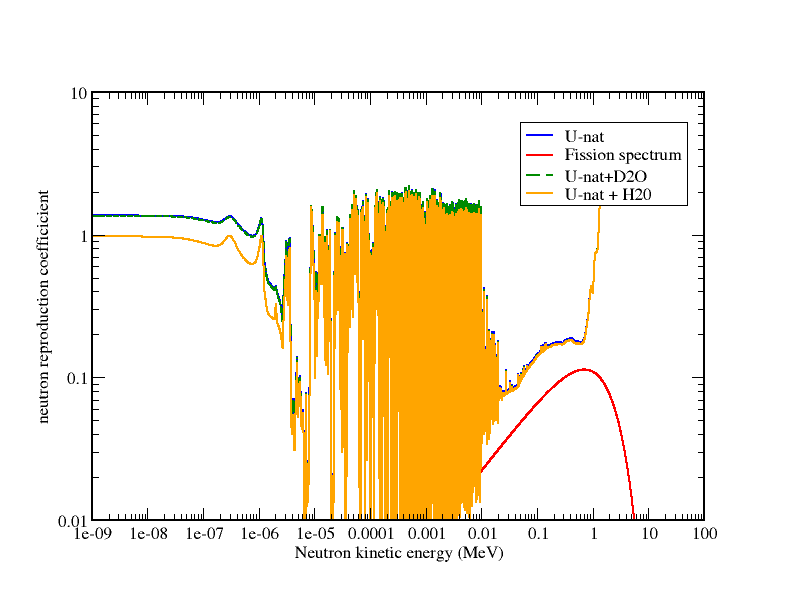 10
1
0.1
0.01
neutron reproduction coefficicient
U-nat
Fission spectrum
U-nat+D2O
U-nat + H20
1e-09 1e-08 1e-07 1e-06 1e-05 0.0001 0.001 0.01 0.1 1 10 100
Neutron kinetic energy (MeV)